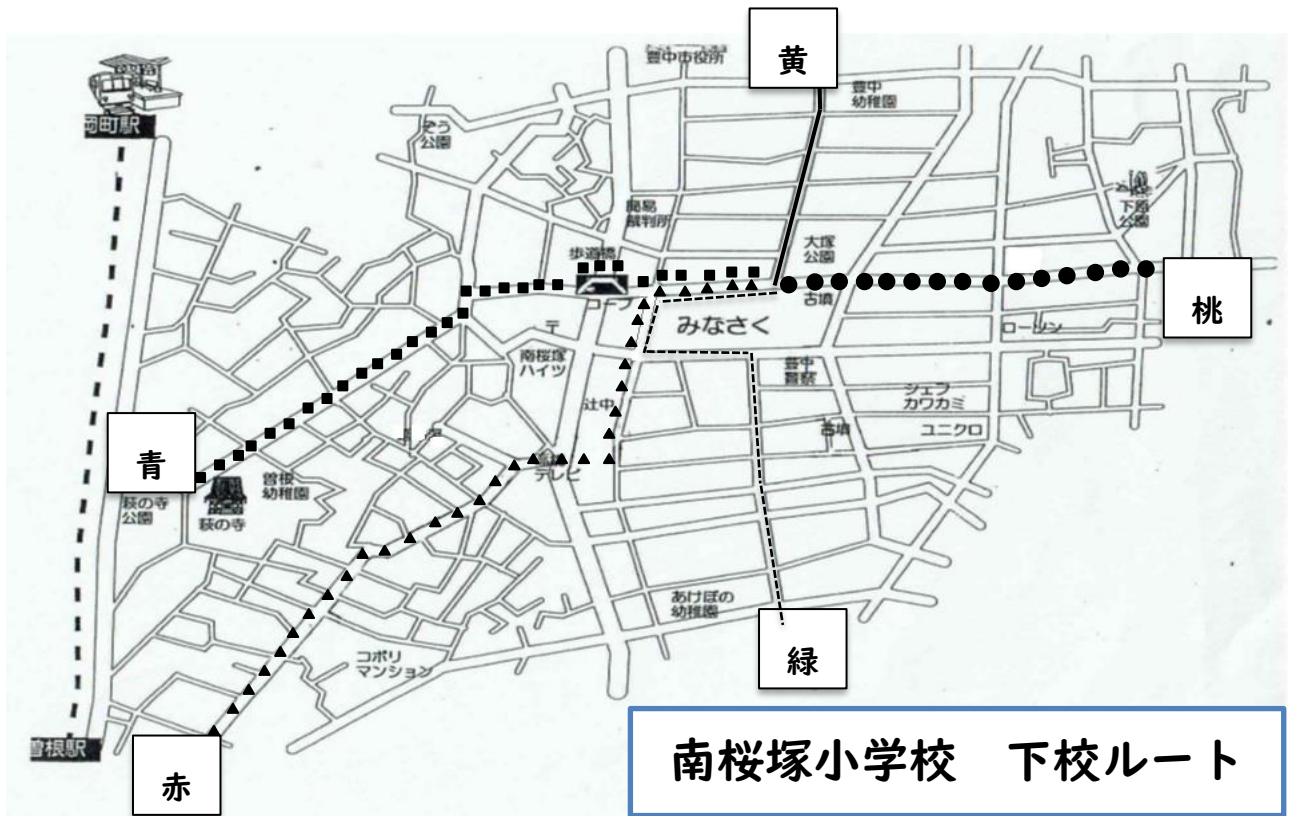 黄
豊中市役所
豊中
幼稚園
岡町駅
ぞう
公園
簡易
裁判所
下原
公園
歩道橋
大塚
公園
コープ
古墳
桃
みなさく
ローソン
〒
南桜塚
ハイツ
豊中
警察
シェフ
カワカミ
辻中
古墳
ユニクロ
青
テレビ
曽根
幼稚園
萩の寺
公園
萩の寺
あけぼの
幼稚園
緑
コポリ
マンション
曽根駅
赤
南桜塚小学校 下校ルート